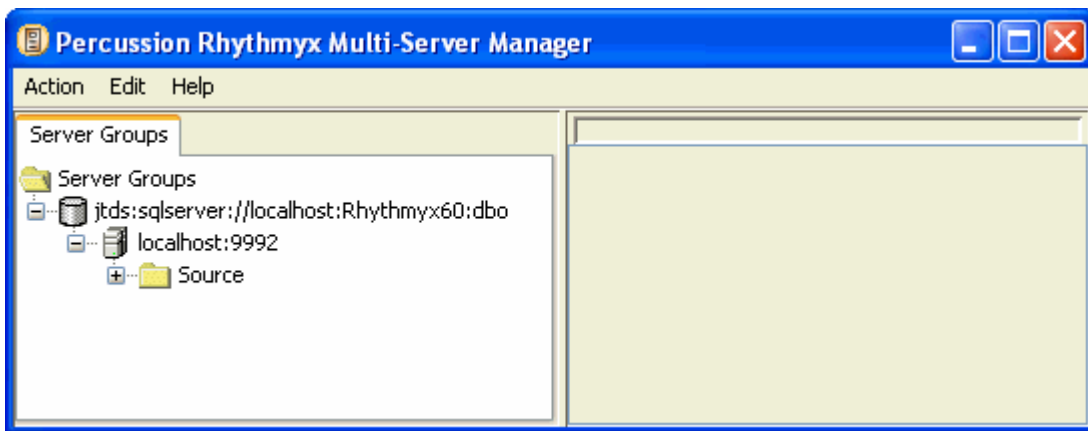 Percussion Rhythmyx Multi-Server Manager
Action Edit Help
Server Groups
Server Groups
jtds:sqlserver://localhost:Rhythmyx60:dbo
localhost:9992
Source